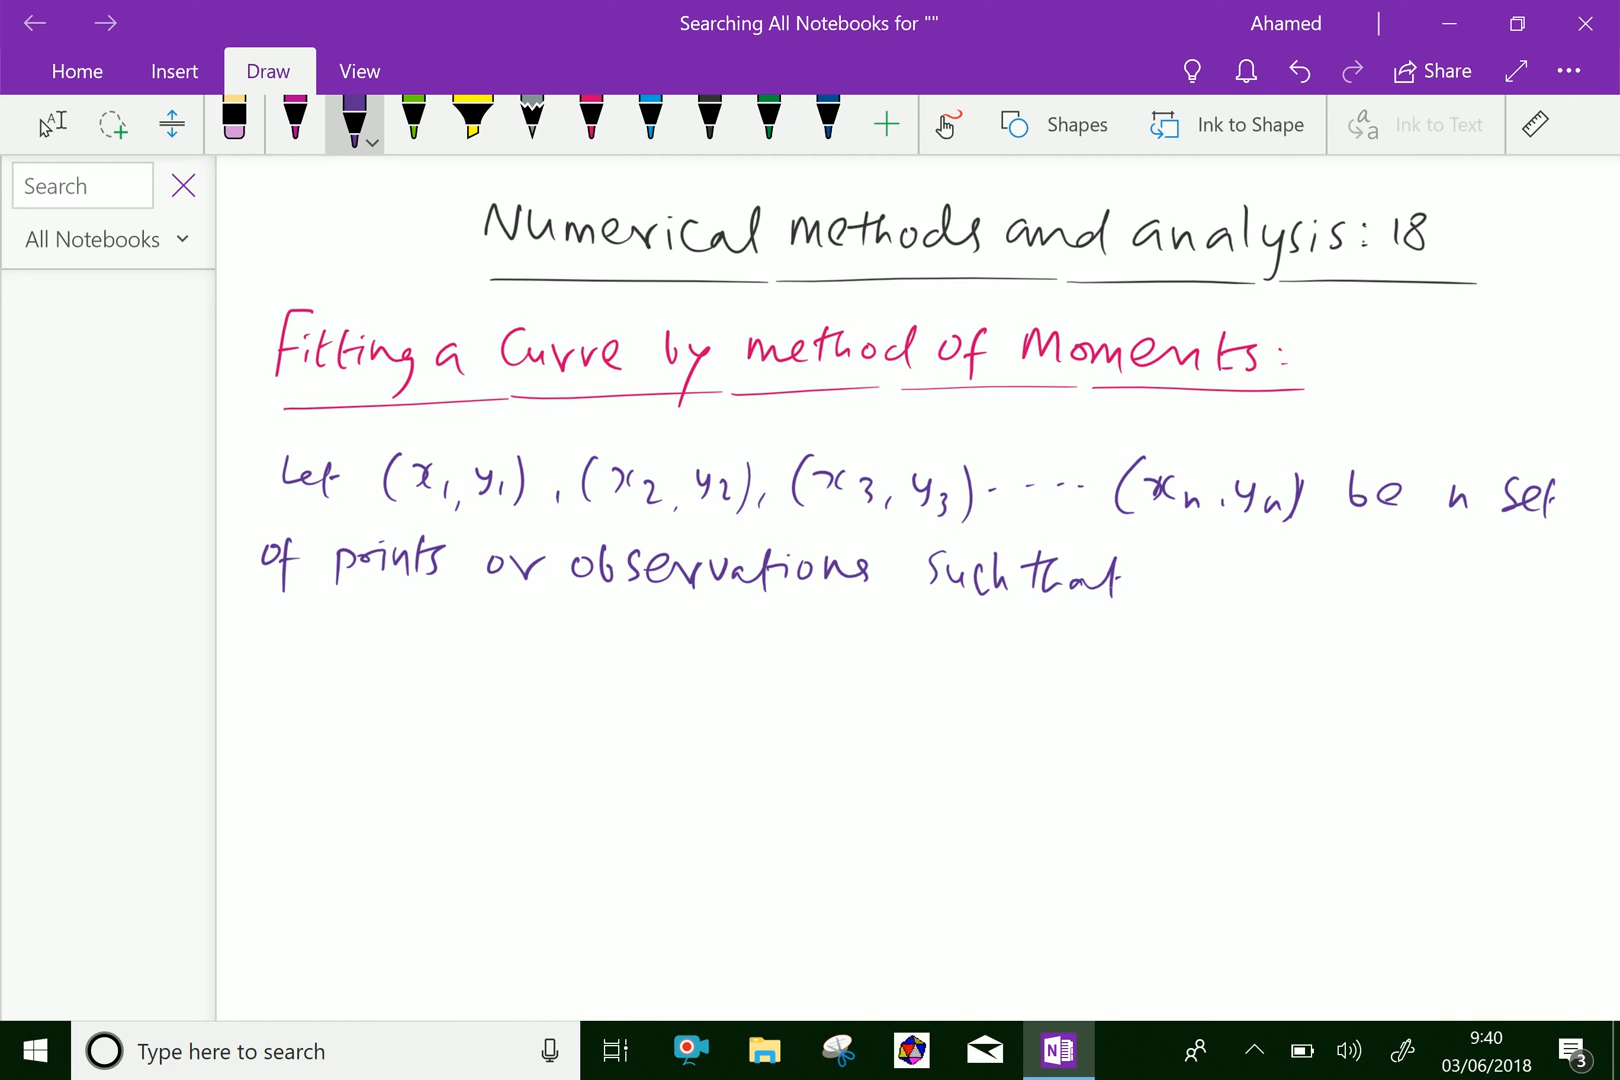 Searching All Notebooks for ""
Ahamed
Home Insert Draw View
Share
Shapes
Ink to Shape
Ink to Text
Search
All Notebooks
Numerical methods and analysis: 18
Fitting a Curve by method of Moments:
Let (x1, y1), (x2, y2), (x3, y3)- ---- (xn, yn) be n set
of points or observations such that
Type here to search
9:40
03/06/2018
3